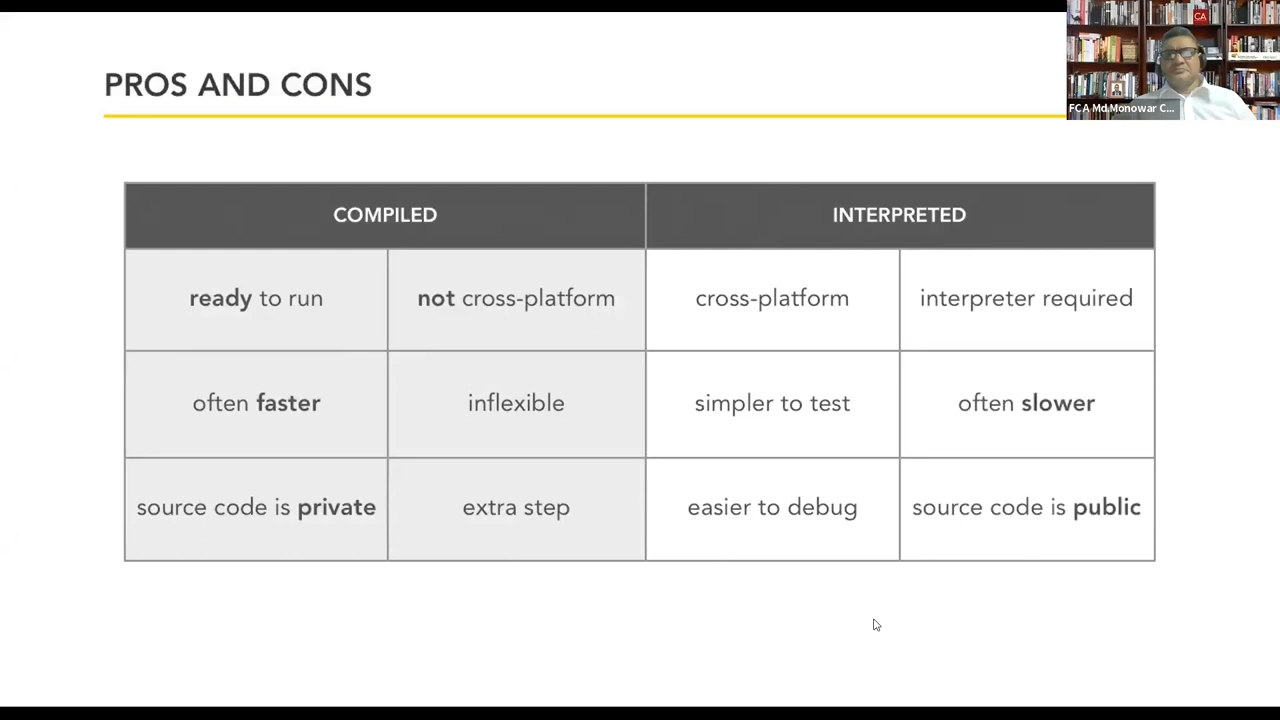 PROS AND CONS
CA
FCA Md.Monowar C...
COMPILED INTERPRETED
ready to run not cross-platform cross-platform interpreter required
often faster inflexible simpler to test often slower
source code is private extra step easier to debug source code is public